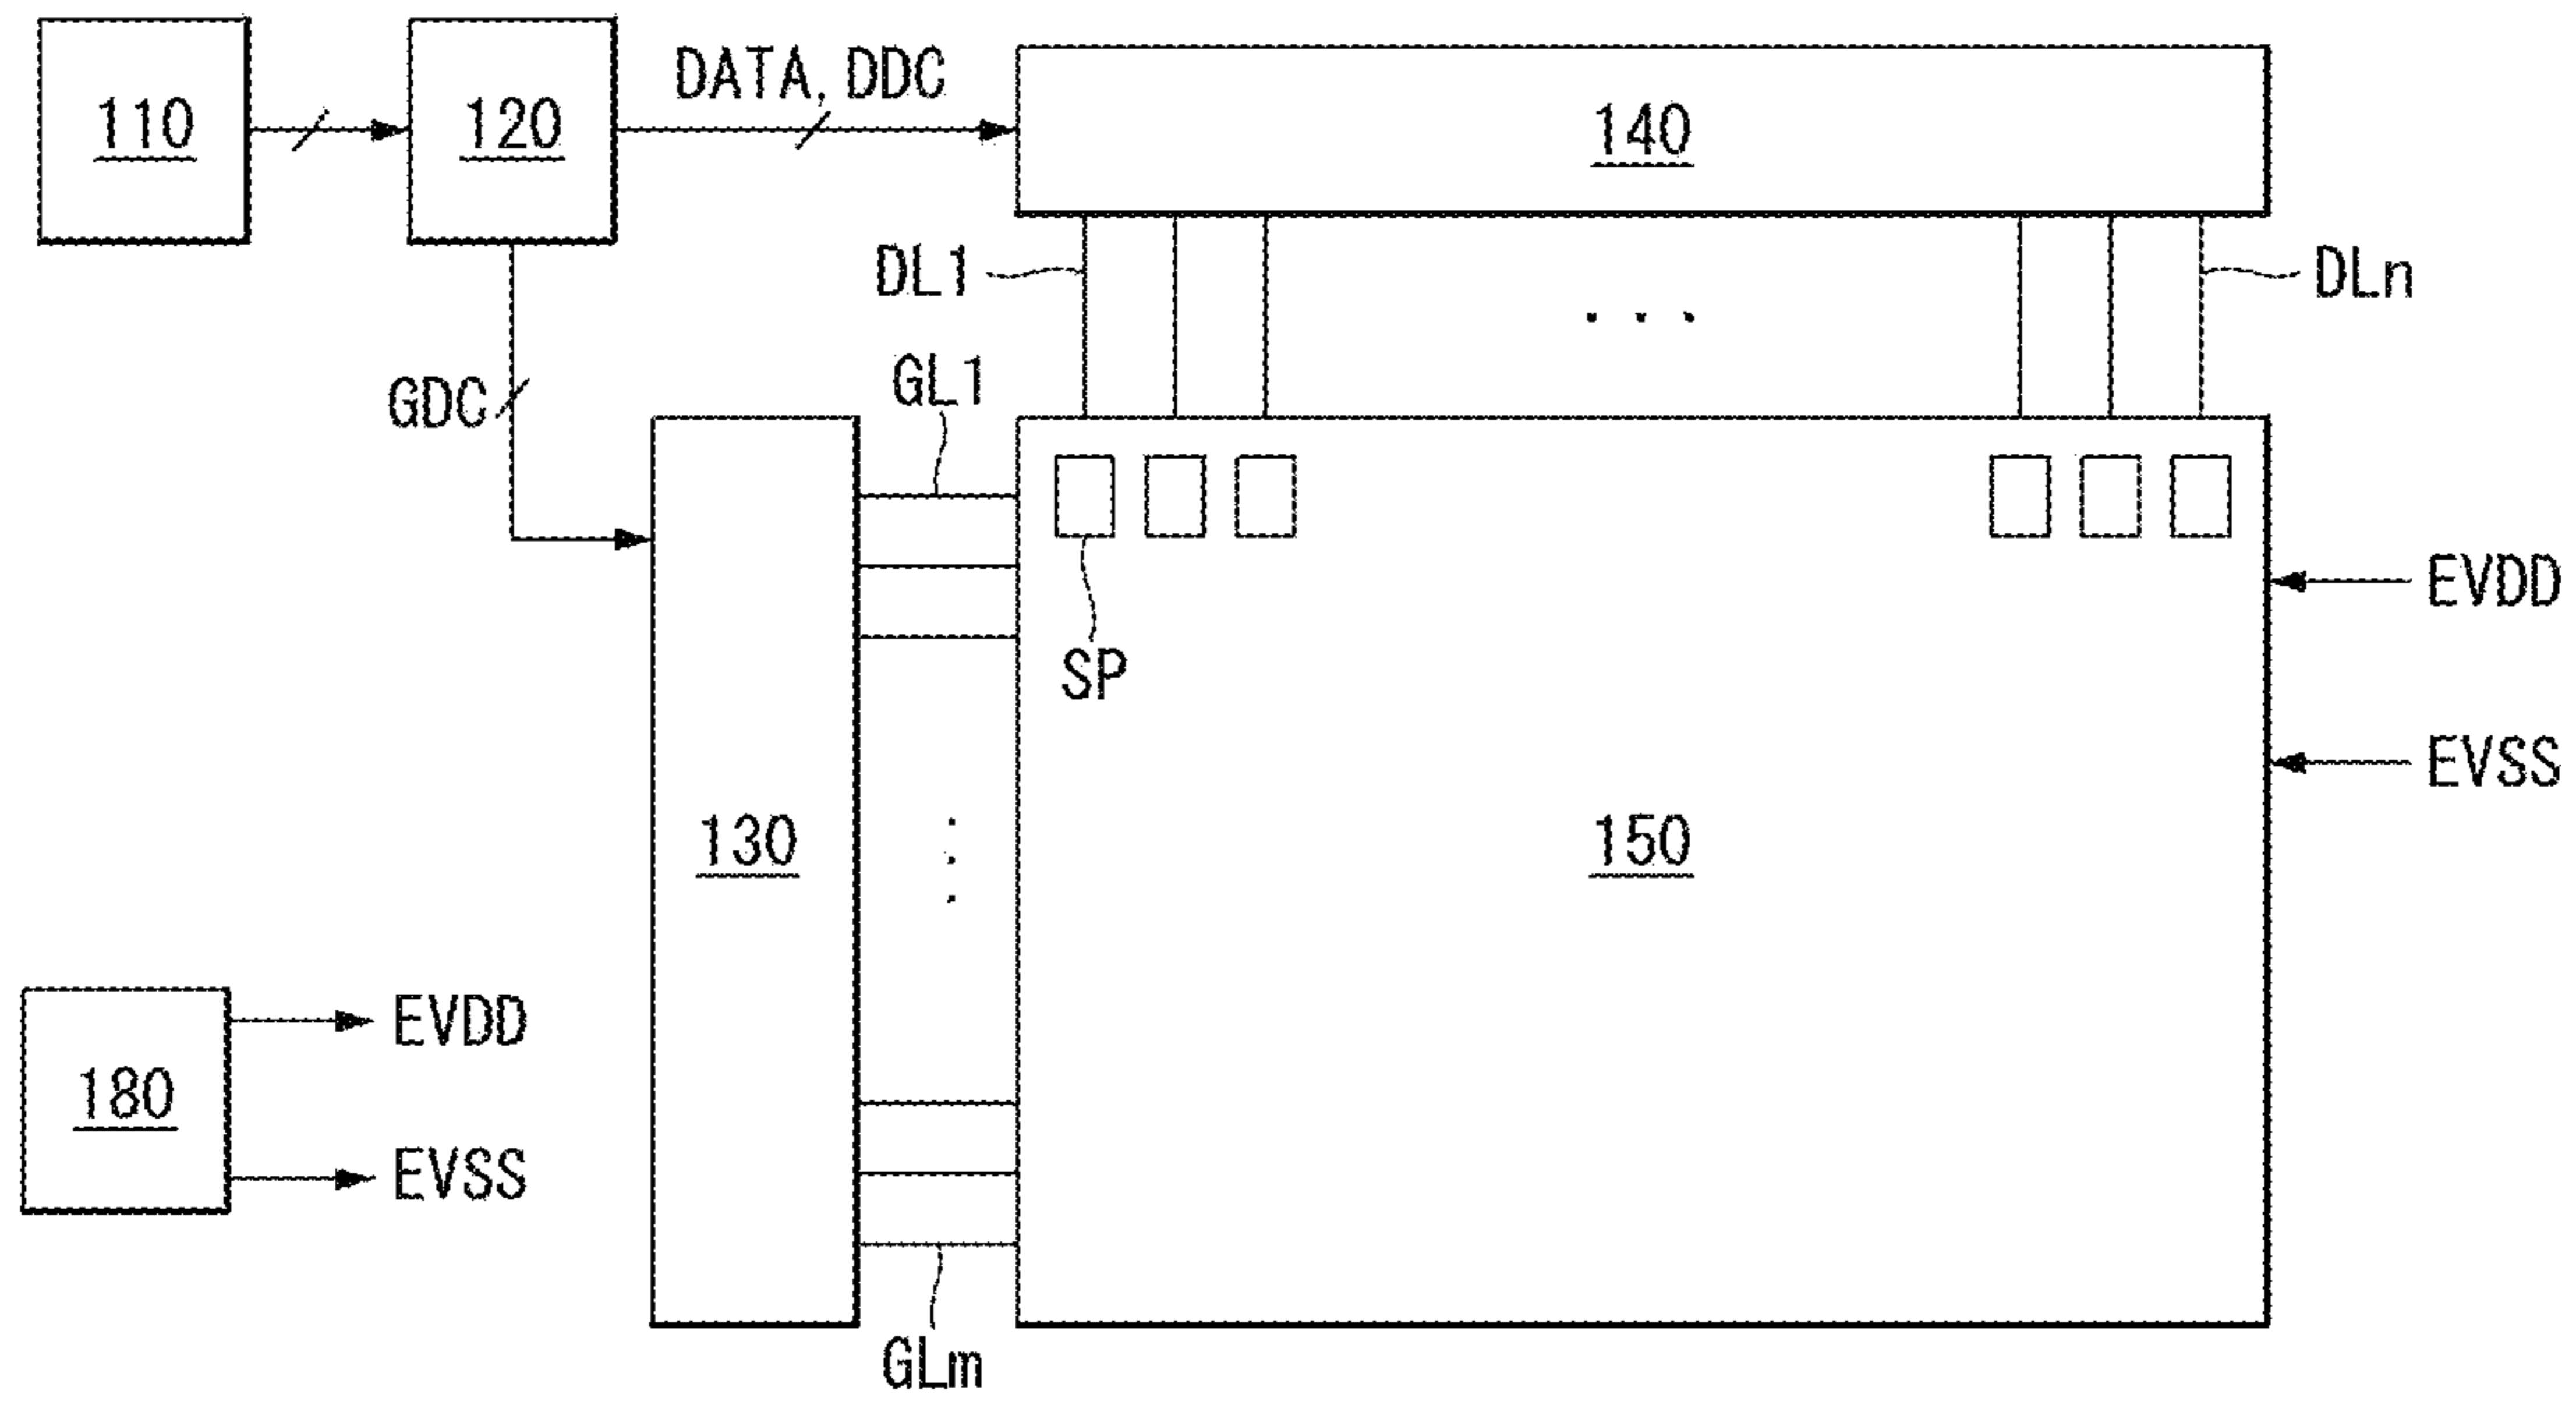 110
120
DATA, DDC
140
DL1
DLn
GDC
GL1
SP
EVDD
EVSS
130
150
180
EVDD
EVSS
GLm